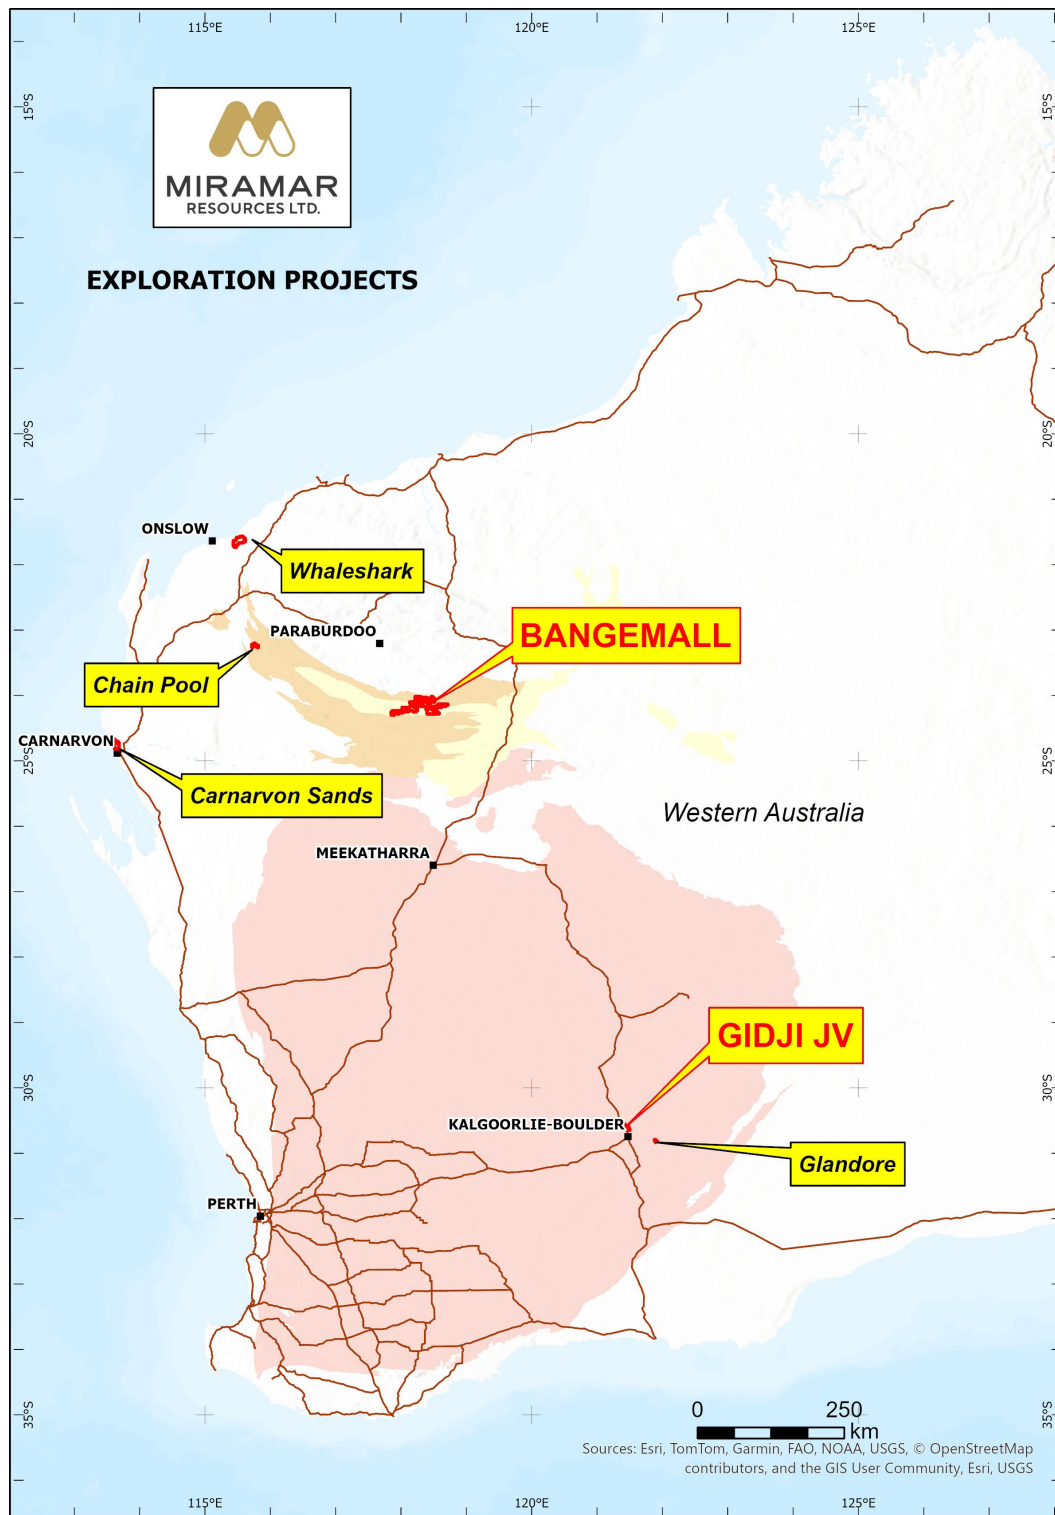 115°E
120°E
125°E
15°S
15°S
MIRAMAR
RESOURCES LTD.
EXPLORATION PROJECTS
20°S
20°S
ONSLOW
Whaleshark
PARABURDOO
BANGEMALL
Chain Pool
CARNARVON
25°S
25°S
Carnarvon Sands
Western Australia
MEEKATHARRA
GIDJI JV
30°S
30°S
KALGOORLIE-BOULDER
Glandore
PERTH
0
250
km
35°S
35°S
Sources: Esri, TomTom, Garmin, FAO, NOAA, USGS, © OpenStreetMap
contributors, and the GIS User Community, Esri, USGS
115°E
120°E
125°E